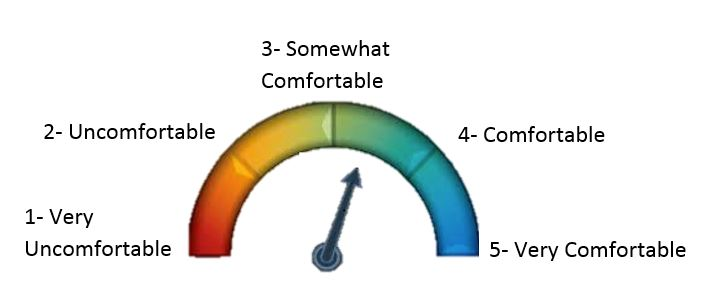 3- Somewhat
Comfortable
2- Uncomfortable
4- Comfortable
1- Very
Uncomfortable
5- Very Comfortable